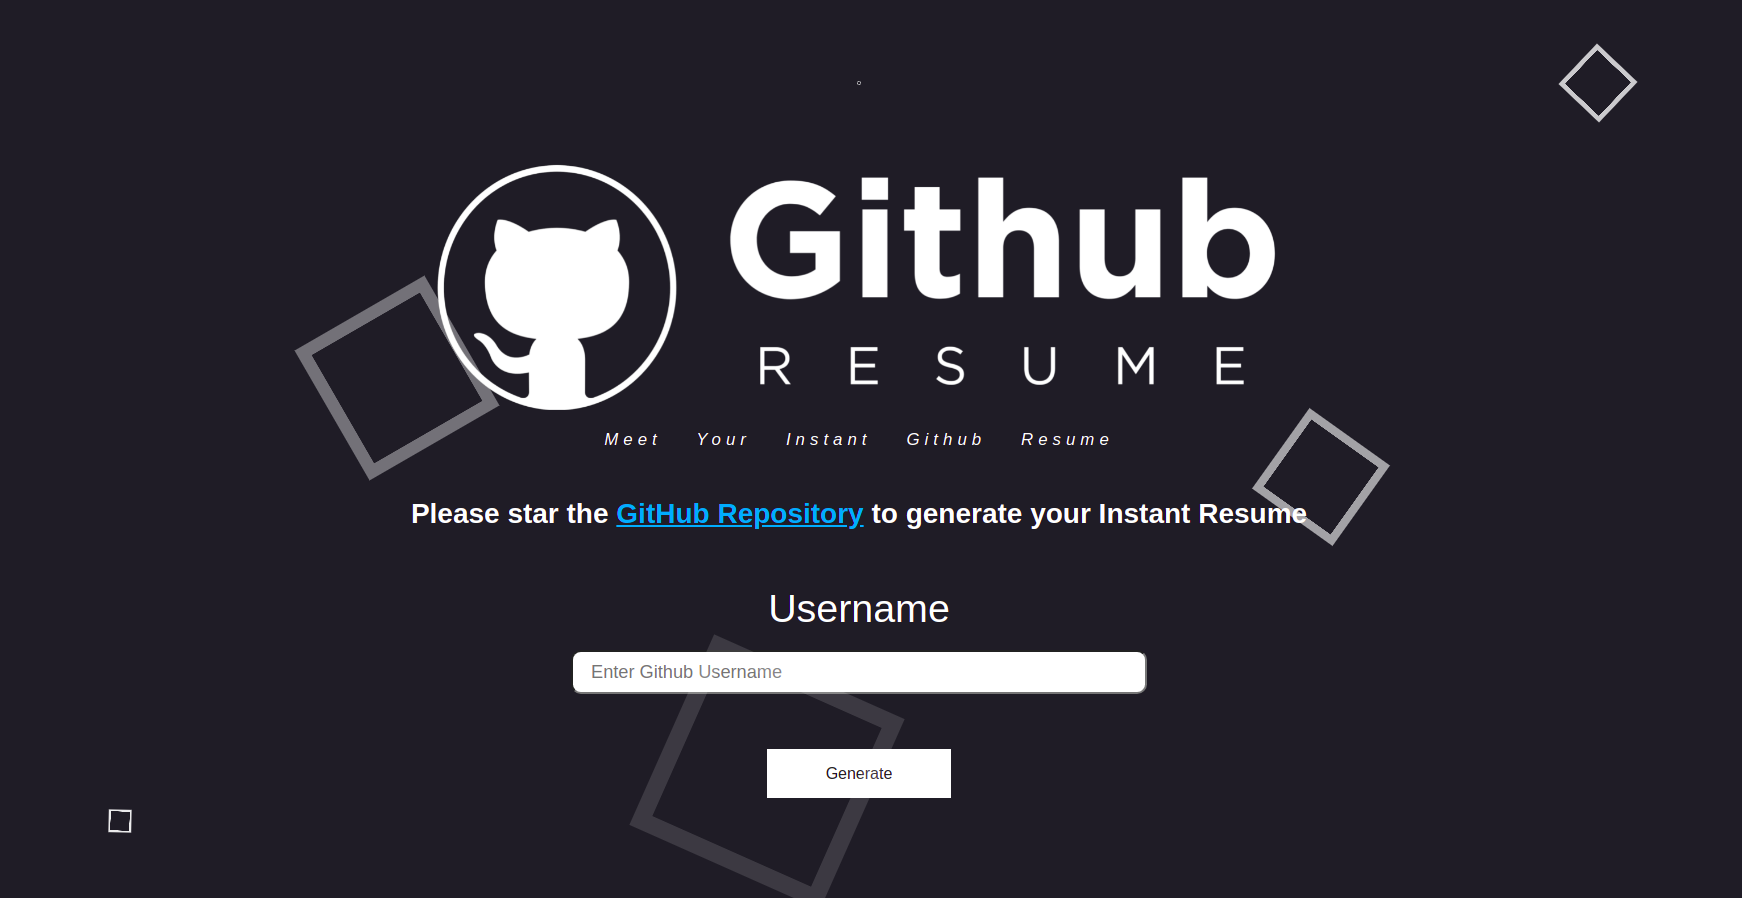 Github
RESUME
Meet Your Instant Github Resume
Please star the GitHub Repository to generate your Instant Resume
Username
Enter Github Username
Generate